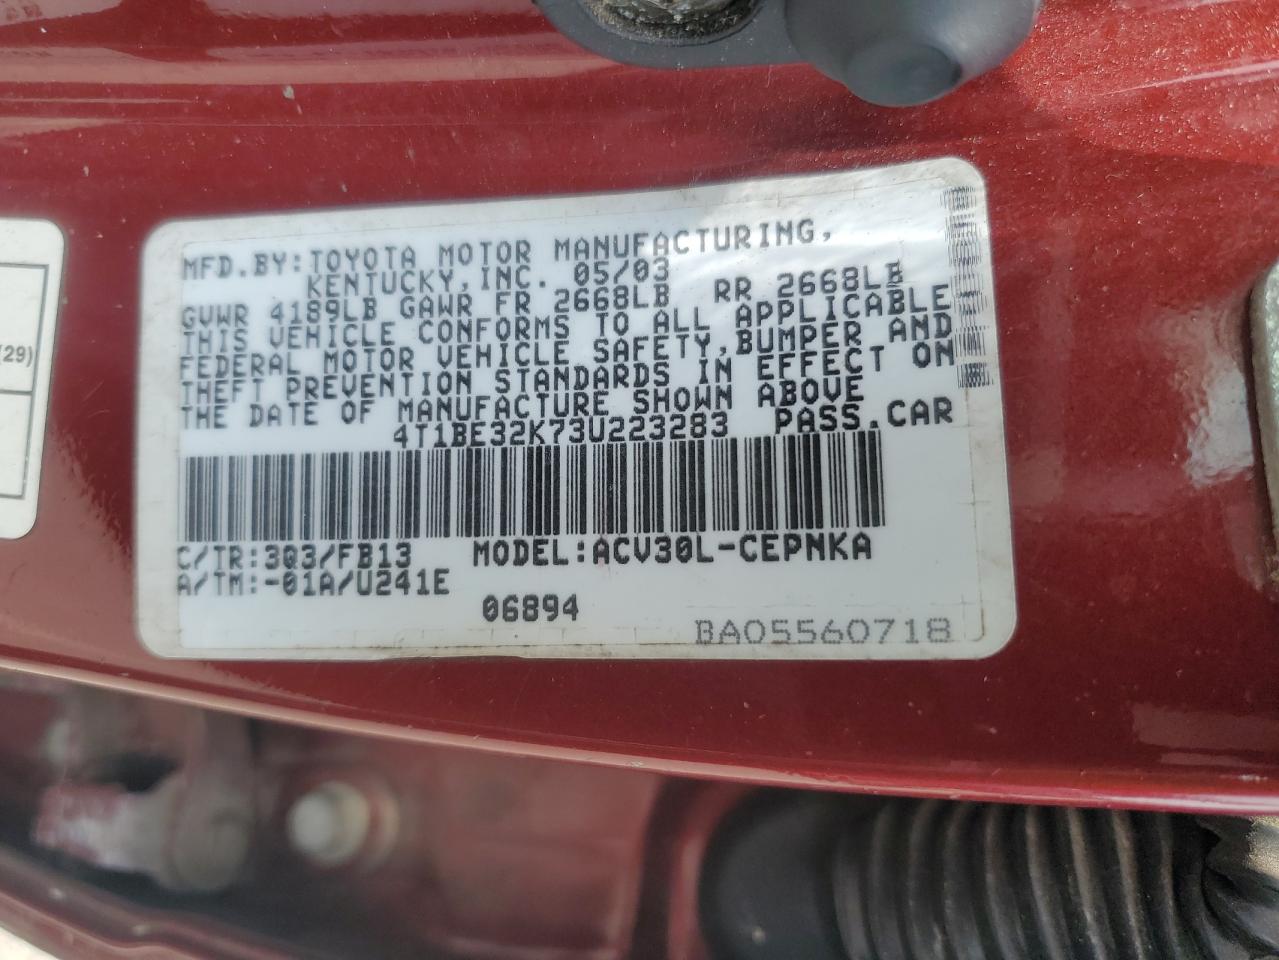 MFD.BY:TOYOTA MOTOR MANUFACTURING,
KENTUCKY,INC. 05/03
GVWR 4189LB GAWR FR 2668LB RR 2668LB
THIS VEHICLE CONFORMS TO ALL APPLICABLE
FEDERAL MOTOR VEHICLE SAFETY,BUMPER AND
THEFT PREVENTION STANDARDS IN EFFECT ON
THE DATE OF MANUFACTURE SHOWN ABOVE
4T1BE32K73U223283 PASS.CAR
C/TR:3Q3/FB13 MODEL:ACV30L-CEPNKA
A/TM:-01A/U241E
06894
BA05560718
(29)